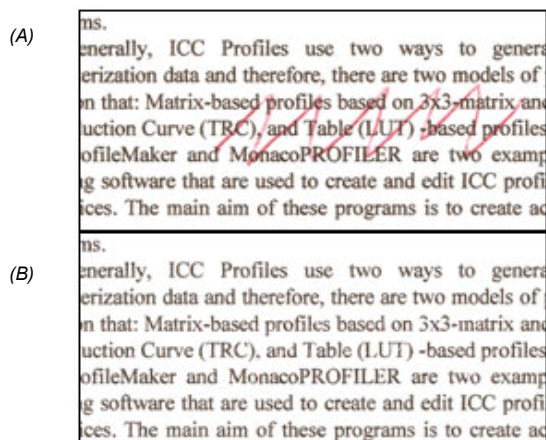 (A)
ms.
enerally, ICC Profiles use two ways to genera
erization data and therefore, there are two models of
on that: Matrix-based profiles based on 3x3-matrix and
uction Curve (TRC), and Table (LUT) -based profiles
ofileMaker and MonacoPROFILER are two examp
g software that are used to create and edit ICC profi
ices. The main aim of these programs is to create ac
(B)
ms.
enerally, ICC Profiles use two ways to genera
erization data and therefore, there are two models of
on that: Matrix-based profiles based on 3x3-matrix and
uction Curve (TRC), and Table (LUT) -based profiles
ofileMaker and MonacoPROFILER are two examp
g software that are used to create and edit ICC profi
ices. The main aim of these programs is to create ac